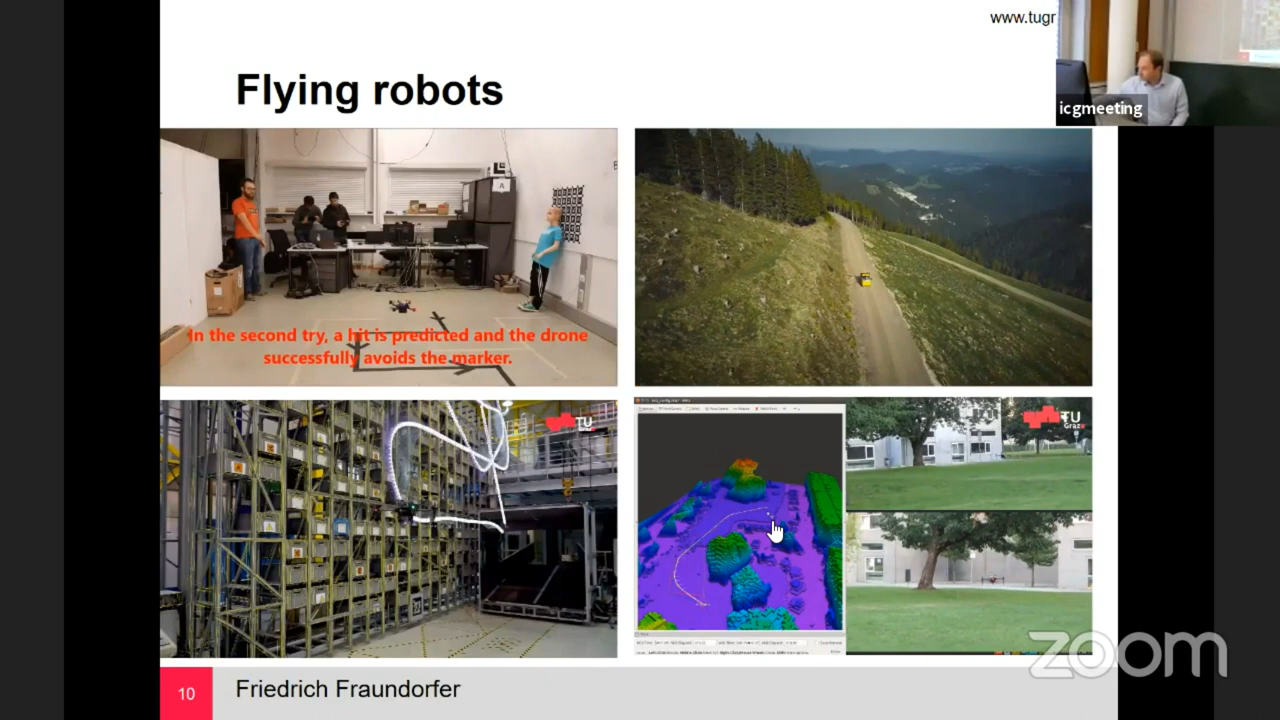 www.tugr
icgmeeting
Flying robots
A
In the second try, a hit is predicted and the drone
successfully avoids the marker.
TU
TU
Graz
10
Friedrich Fraundorfer
zoom